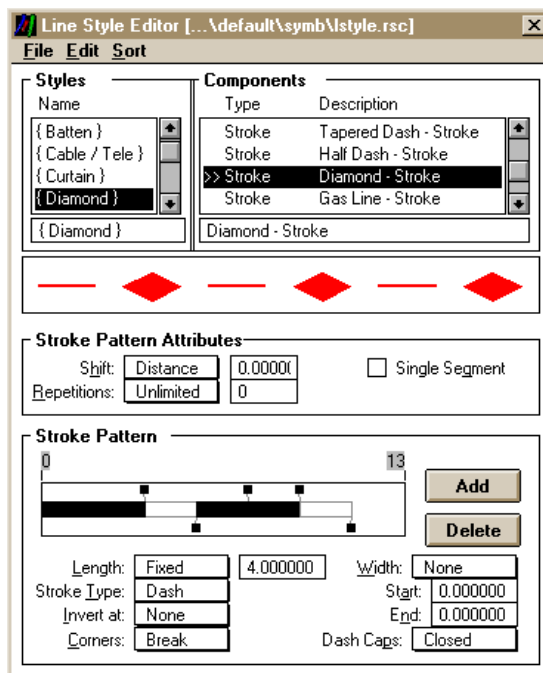 Line Style Editor [...\default\symb\lstyle.rsc]
File Edit Sort
Styles
Name
{ Batten }
{ Cable / Tele }
{ Curtain }
{ Diamond }
{ Diamond }
Components
Type Description
Stroke Tapered Dash - Stroke
Stroke Half Dash - Stroke
>> Stroke Diamond - Stroke
Stroke Gas Line - Stroke
Diamond - Stroke
Stroke Pattern Attributes
Shift: Distance 0.0000(
Single Segment
Repetitions: Unlimited 0
Stroke Pattern
0 13
Add
Delete
Length: Fixed 4.000000 Width: None
Stroke Type: Dash Start: 0.000000
Invert at: None End: 0.000000
Corners: Break Dash Caps: Closed